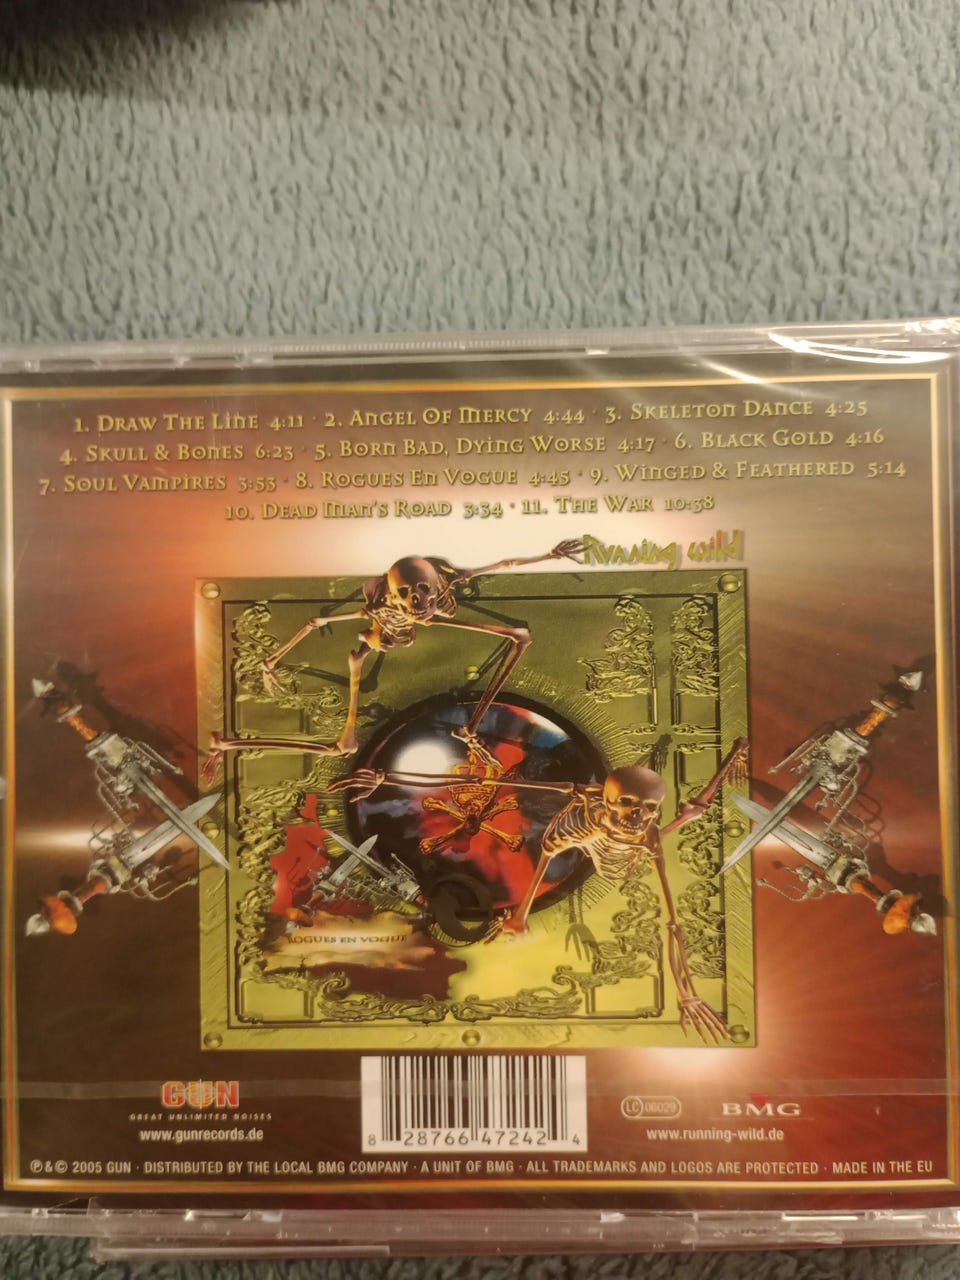 1. Draw The Line 4:11 · 2. Angel Of Mercy 4:44 · 3. Skeleton Dance 4:25
4. Skull & Bones 6:23 · 5. Born Bad, Dying Worse 4:17 · 6. Black Gold 4:16
7. Soul Vampires 3:53 · 8. Rogues En Vogue 4:45 · 9. Winged & Feathered 5:14
10. Dead Man's Road 3:34 · 11. The War 10:38
Running Wild
ROGUES EN VOGUE
GUN
GREAT UNLIMITED NOISES
www.gunrecords.de
8 28766 47242 4
LC 06029
BMG
www.running-wild.de
℗&© 2005 GUN · DISTRIBUTED BY THE LOCAL BMG COMPANY · A UNIT OF BMG · ALL TRADEMARKS AND LOGOS ARE PROTECTED · MADE IN THE EU